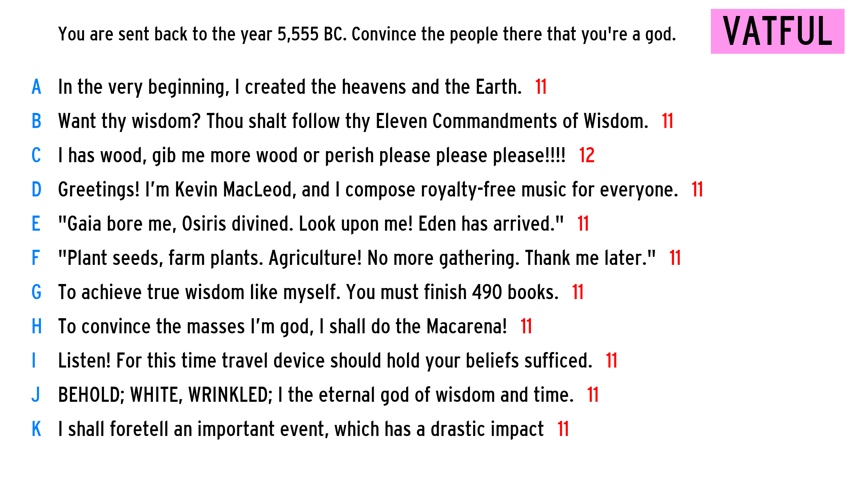 You are sent back to the year 5,555 BC. Convince the people there that you're a god.
VATFUL
A In the very beginning, I created the heavens and the Earth. 11
B Want thy wisdom? Thou shalt follow thy Eleven Commandments of Wisdom. 11
C I has wood, gib me more wood or perish please please please!!!! 12
D Greetings! I'm Kevin MacLeod, and I compose royalty-free music for everyone. 11
E "Gaia bore me, Osiris divined. Look upon me! Eden has arrived." 11
F "Plant seeds, farm plants. Agriculture! No more gathering. Thank me later." 11
G To achieve true wisdom like myself. You must finish 490 books. 11
H To convince the masses I'm god, I shall do the Macarena! 11
I Listen! For this time travel device should hold your beliefs sufficed. 11
J BEHOLD; WHITE, WRINKLED; I the eternal god of wisdom and time. 11
K I shall foretell an important event, which has a drastic impact 11